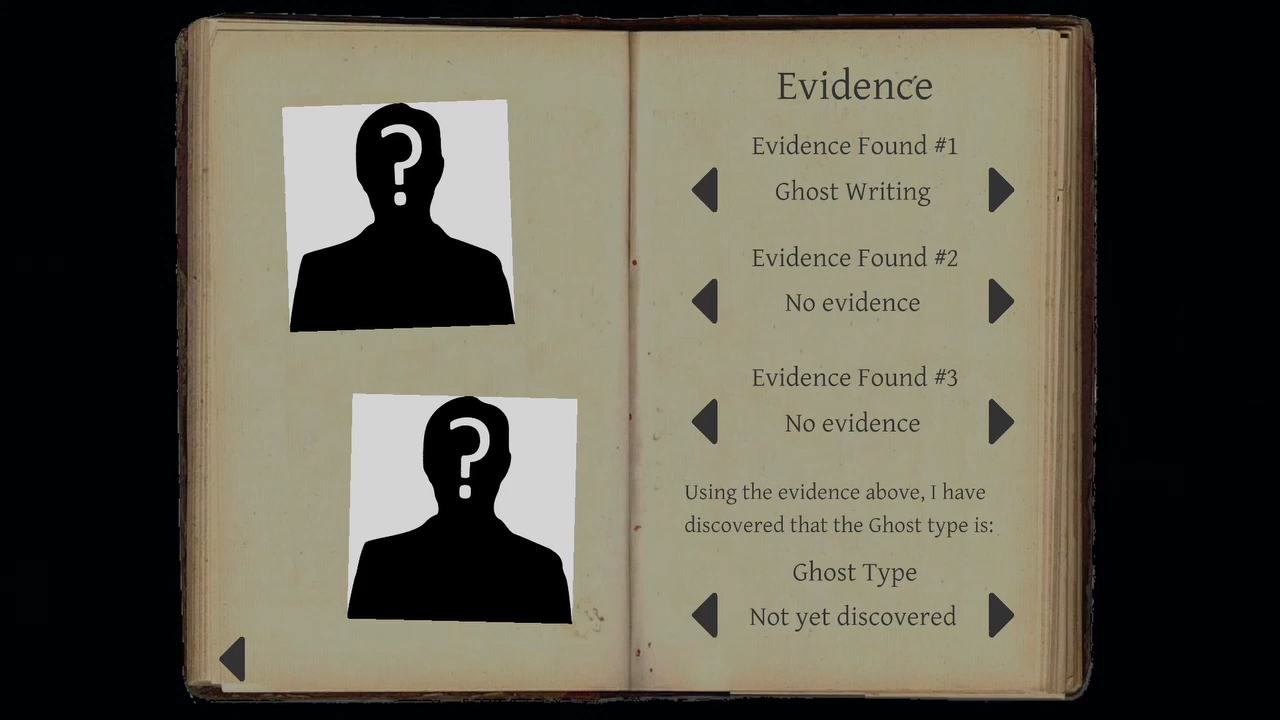 ?
?
Evidence
Evidence Found #1
Ghost Writing
Evidence Found #2
No evidence
Evidence Found #3
No evidence
Using the evidence above, I have
discovered that the Ghost type is:
Ghost Type
Not yet discovered